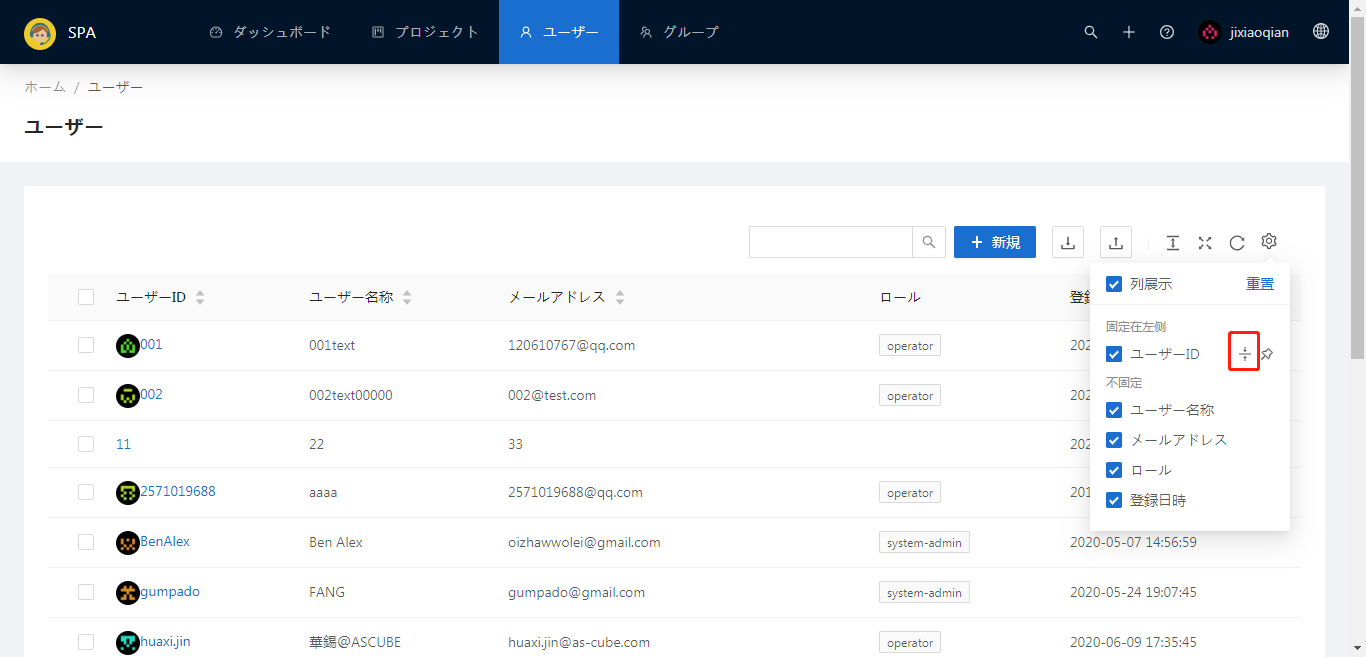 SPA ダッシュボード プロジェクト ユーザー グループ jixiaoqian
ホーム / ユーザー
ユーザー
新規
ユーザーID ユーザー名称 メールアドレス ロール 登録
001 001text 120610767@qq.com operator 202
002 002text00000 002@test.com operator 202
11 22 33 202
2571019688 aaaa 2571019688@qq.com operator 201
BenAlex Ben Alex oizhawwolei@gmail.com system-admin 2020-05-07 14:56:59
gumpado FANG gumpado@gmail.com system-admin 2020-05-24 19:07:45
huaxi.jin 華錫@ASCUBE huaxi.jin@as-cube.com operator 2020-06-09 17:35:45
列展示 重置
固定在左侧
ユーザーID
不固定
ユーザー名称
メールアドレス
ロール
登録日時